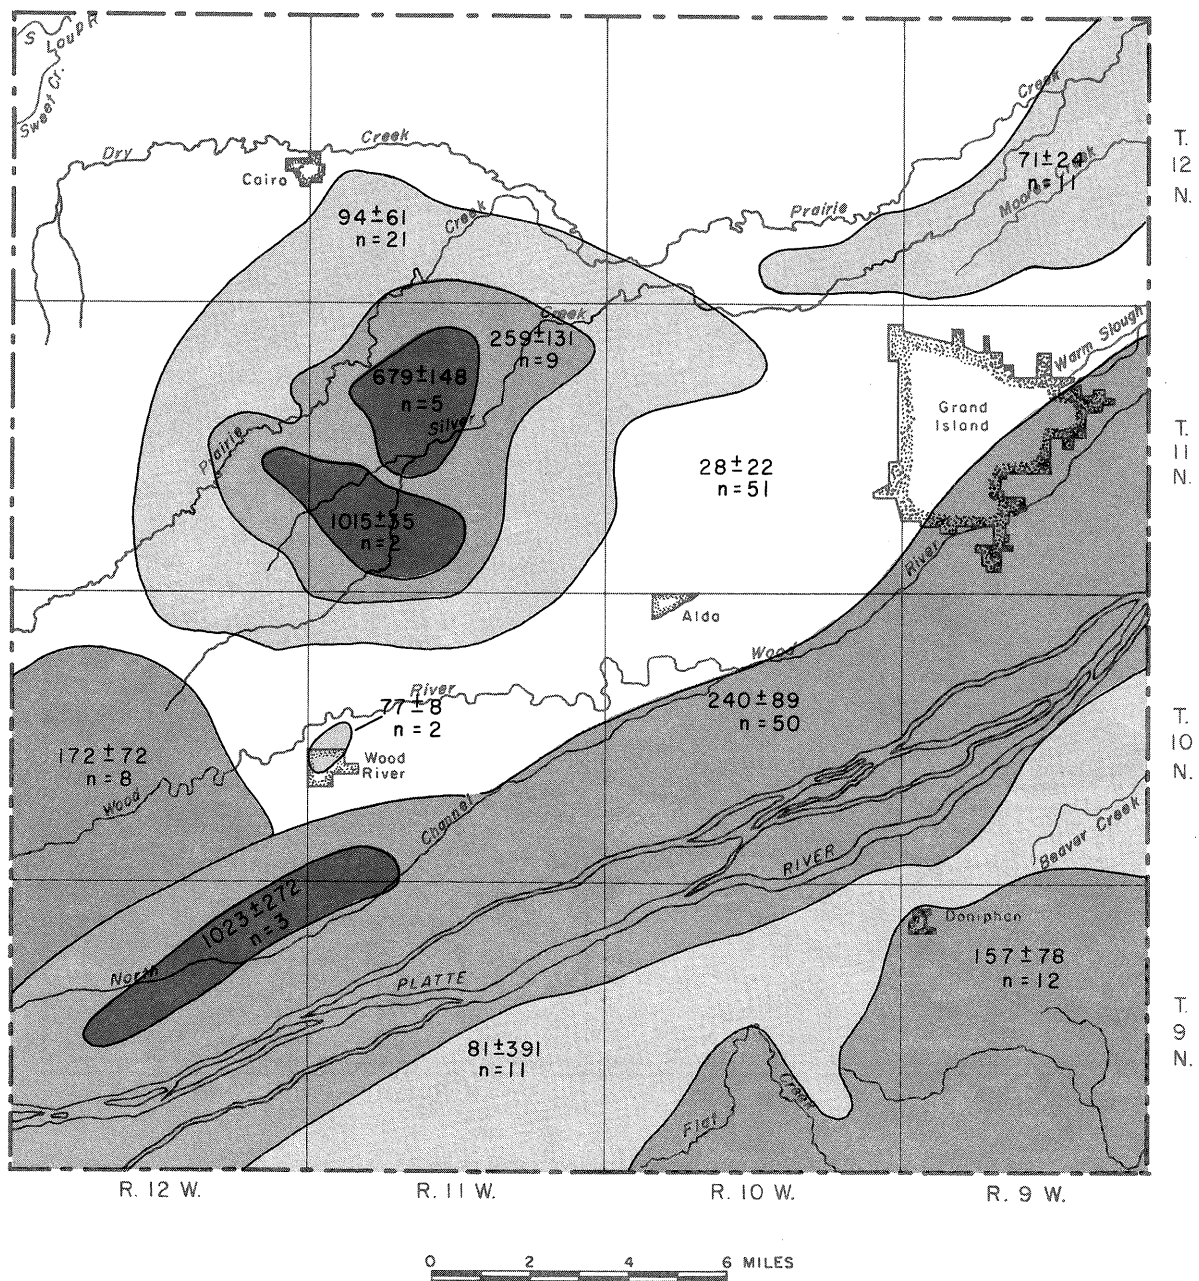 S Loup R
Sweet Cr.
Dry
Creek
Cairo
94±61
n=21
Creek
Prairie
Creek
71±24
n=11
Moore Creek
T.
12
N.
Creek
259±131
n=9
679±148
n=5
Silver
Prairie
1015±35
n=2
28±22
n=51
Warm Slough
Grand
Island
River
T.
11
N.
Alda
Wood
River
77±8
n=2
Wood
River
172±72
n=8
Wood
240±89
n=50
Channel
T.
10
N.
Beaver Creek
RIVER
1023±272
n=3
North
PLATTE
Doniphan
157±78
n=12
81±391
n=11
Flat
Creek
T.
9
N.
R. 12 W.
R. 11 W.
R. 10 W.
R. 9 W.
0 2 4 6 MILES